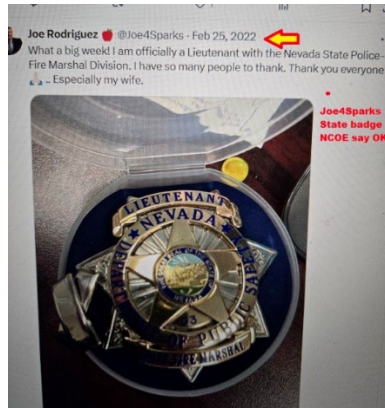 Joe Rodriguez @Joe4Sparks - Feb 25, 2022
What a big week! I am officially a Lieutenant with the Nevada State Police-
Fire Marshal Division. I have so many people to thank. Thank you everyone
.. Especially my wife.
Joe4Sparks
State badge
NCOE say OK
LIEUTENANT
NEVADA
OF PUBLIC
FIRE MARSHAL